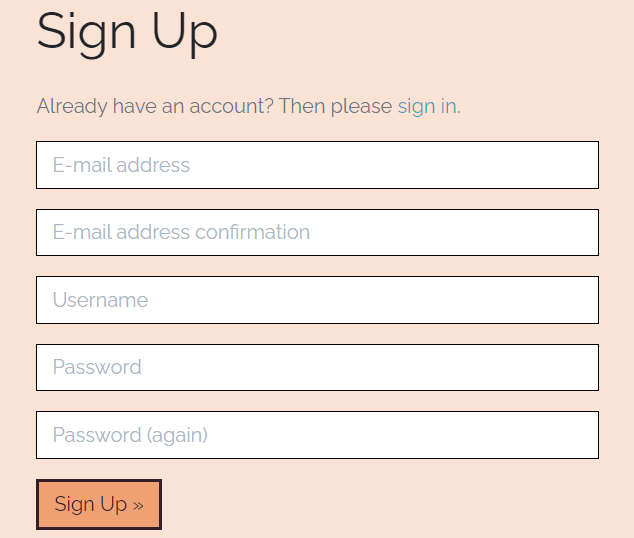 Sign Up
Already have an account? Then please sign in.
E-mail address
E-mail address confirmation
Username
Password
Password (again)
Sign Up »